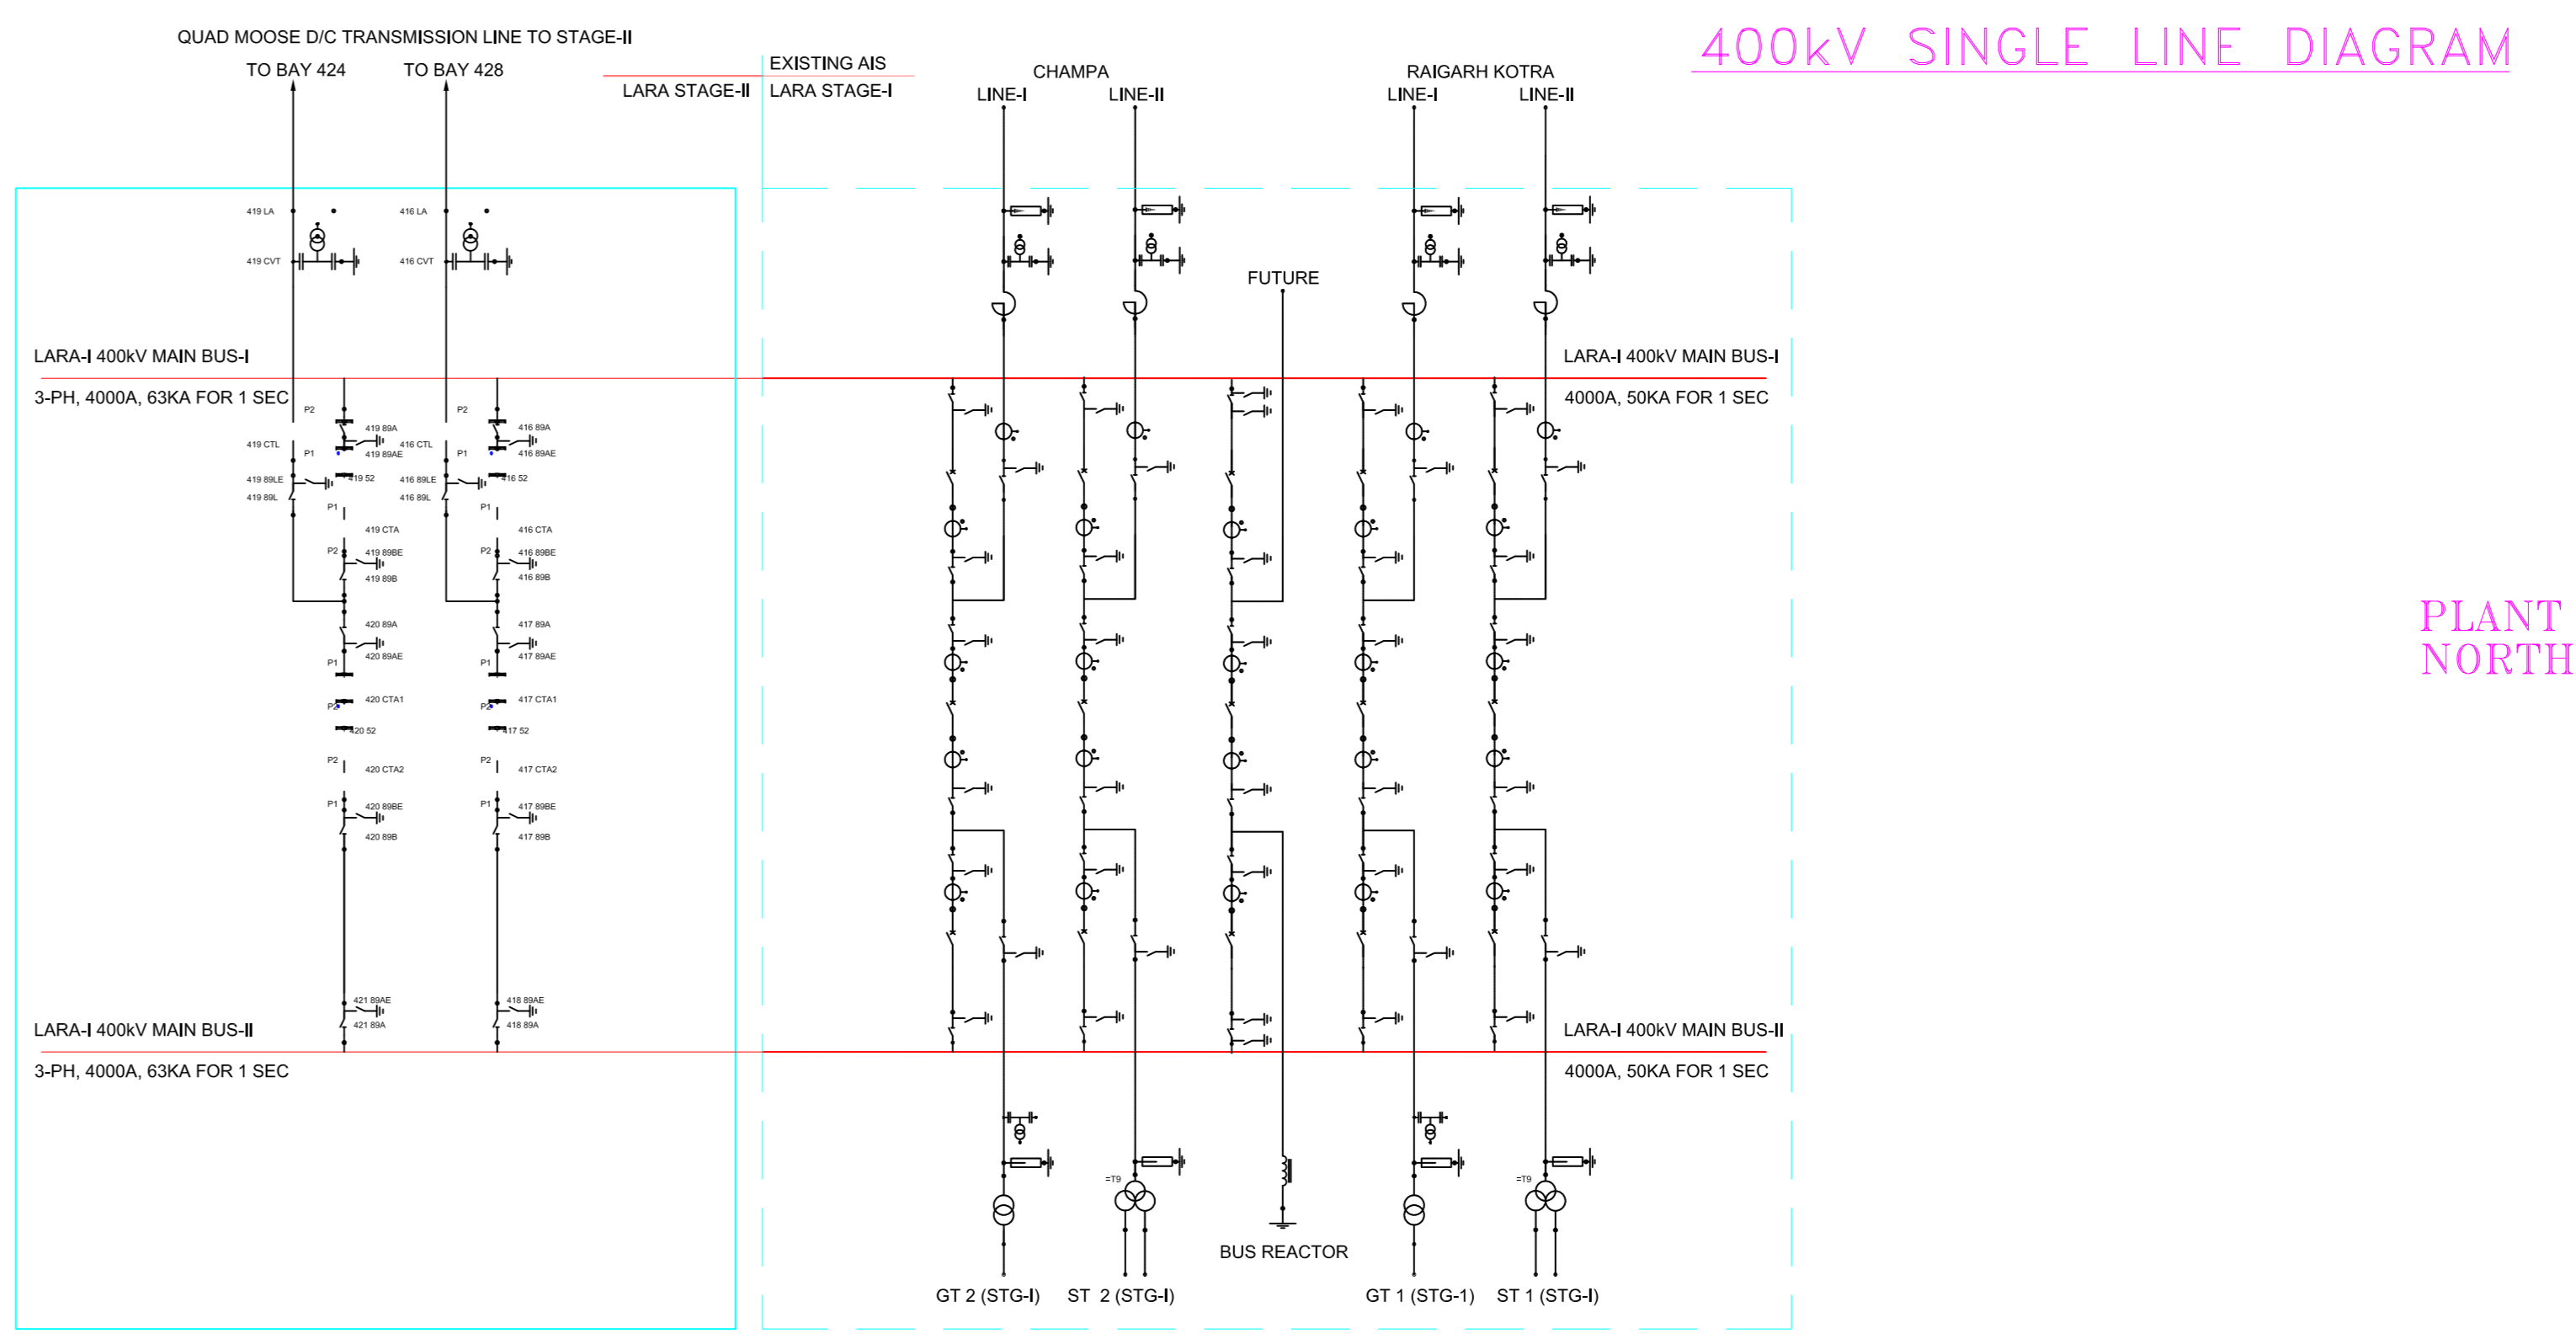 400kV SINGLE LINE DIAGRAM
QUAD MOOSE D/C TRANSMISSION LINE TO STAGE-II
TO BAY 424
TO BAY 428
EXISTING AIS
LARA STAGE-II
LARA STAGE-I
CHAMPA
LINE-I
LINE-II
RAIGARH KOTRA
LINE-I
LINE-II
419 LA
416 LA
419 CVT
416 CVT
FUTURE
LARA-I 400kV MAIN BUS-I
3-PH, 4000A, 63KA FOR 1 SEC
LARA-I 400kV MAIN BUS-I
4000A, 50KA FOR 1 SEC
P2
419 89A
419 CTL
P1
419 89AE
419 89LE
419 52
419 89L
P1
419 CTA
P2
419 89BE
419 89B
420 89A
420 89AE
P1
420 CTA1
P2
420 52
P2
420 CTA2
P1
420 89BE
420 89B
421 89AE
421 89A
P2
416 89A
416 CTL
P1
416 89AE
416 89LE
416 52
416 89L
P1
416 CTA
P2
416 89BE
416 89B
417 89A
417 89AE
P1
417 CTA1
P2
417 52
P2
417 CTA2
P1
417 89BE
417 89B
418 89AE
418 89A
PLANT
NORTH
LARA-I 400kV MAIN BUS-II
3-PH, 4000A, 63KA FOR 1 SEC
LARA-I 400kV MAIN BUS-II
4000A, 50KA FOR 1 SEC
=T9
=T9
BUS REACTOR
GT 2 (STG-I)
ST 2 (STG-I)
GT 1 (STG-1)
ST 1 (STG-I)